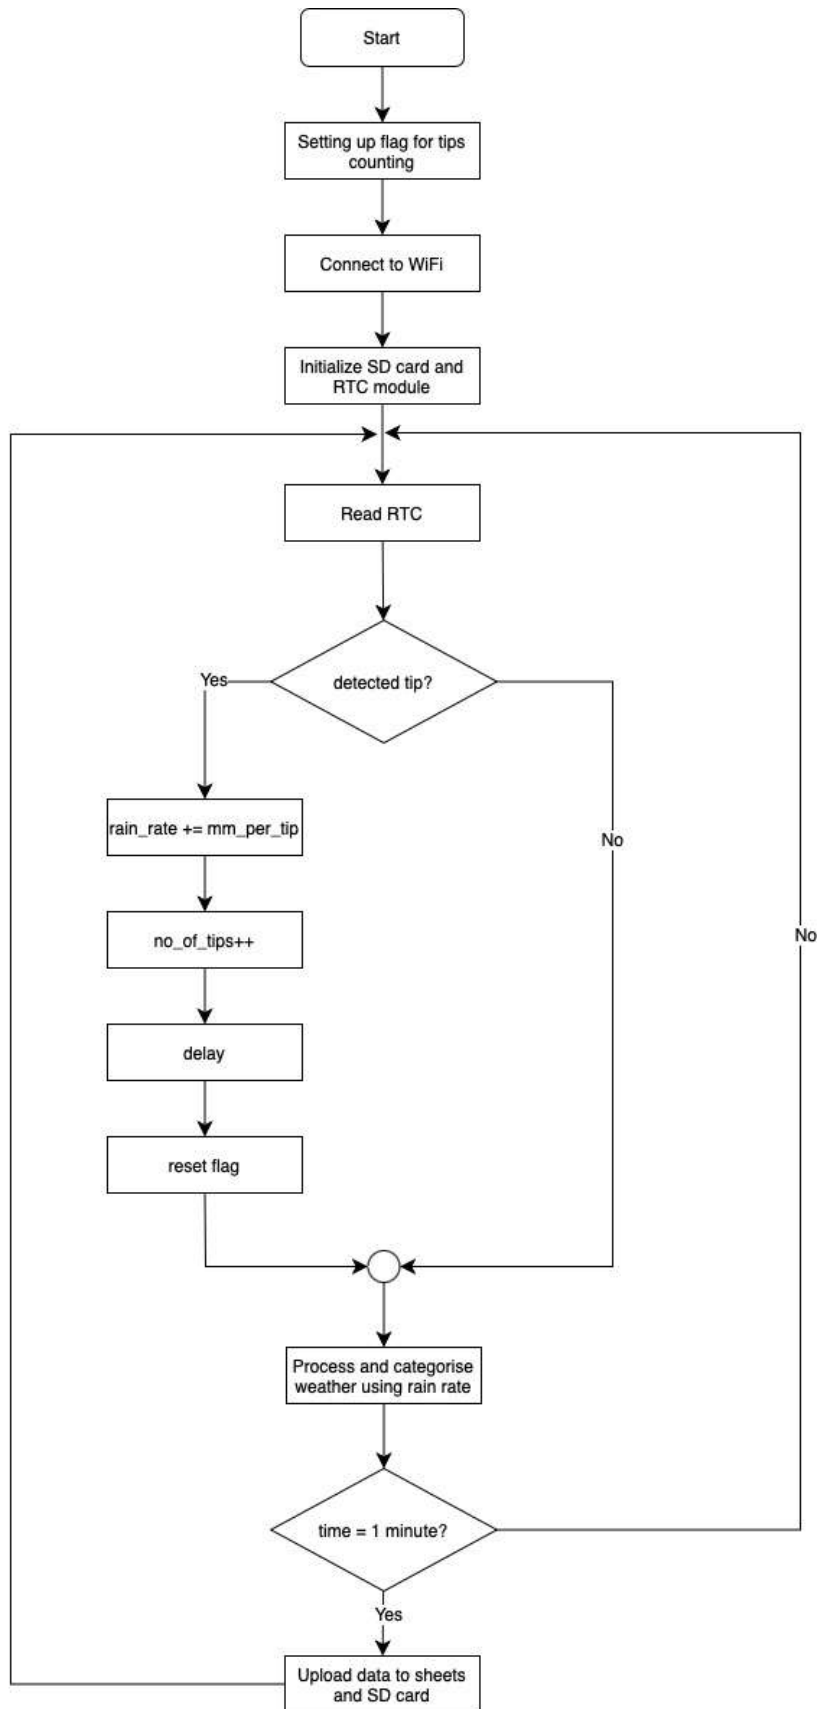 Start
Setting up flag for tips
counting
Connect to WiFi
Initialize SD card and
RTC module
Read RTC
detected tip?
Yes
rain_rate += mm_per_tip
No
no_of_tips++
No
delay
reset flag
Process and categorise
weather using rain rate
time = 1 minute?
Yes
Upload data to sheets
and SD card